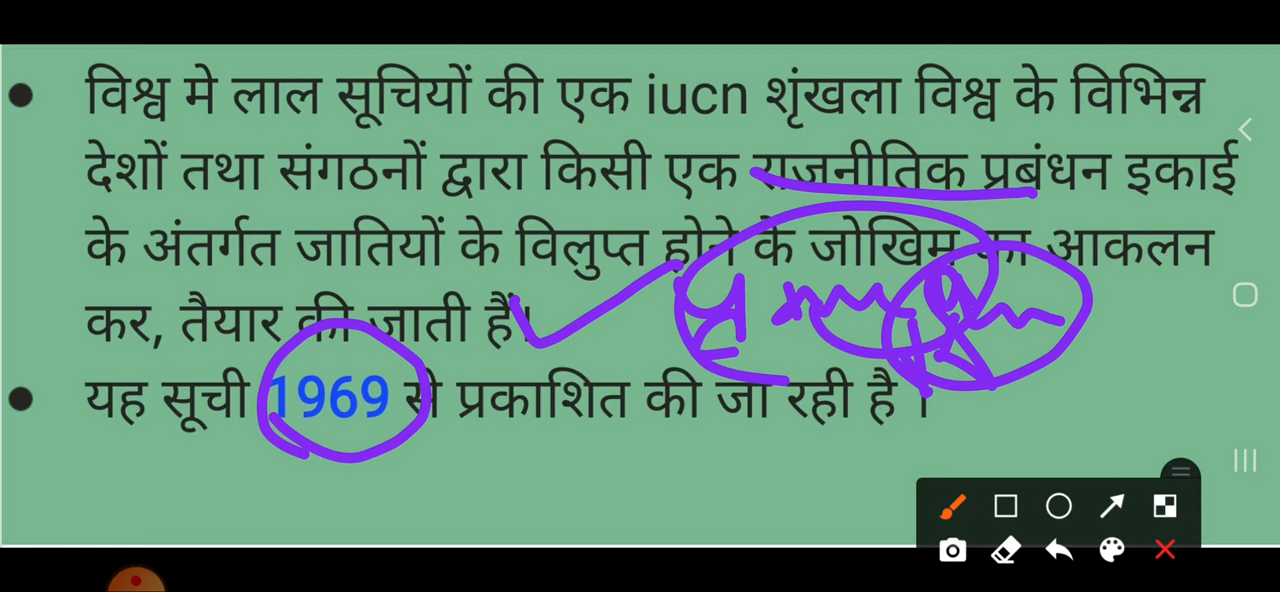 विश्व मे लाल सूचियों की एक iucn शृंखला विश्व के विभिन्न
देशों तथा संगठनों द्वारा किसी एक राजनीतिक प्रबंधन इकाई
के अंतर्गत जातियों के विलुप्त होने के जोखिम का आकलन
कर, तैयार की जाती हैं।
यह सूची 1969 से प्रकाशित की जा रही है ।